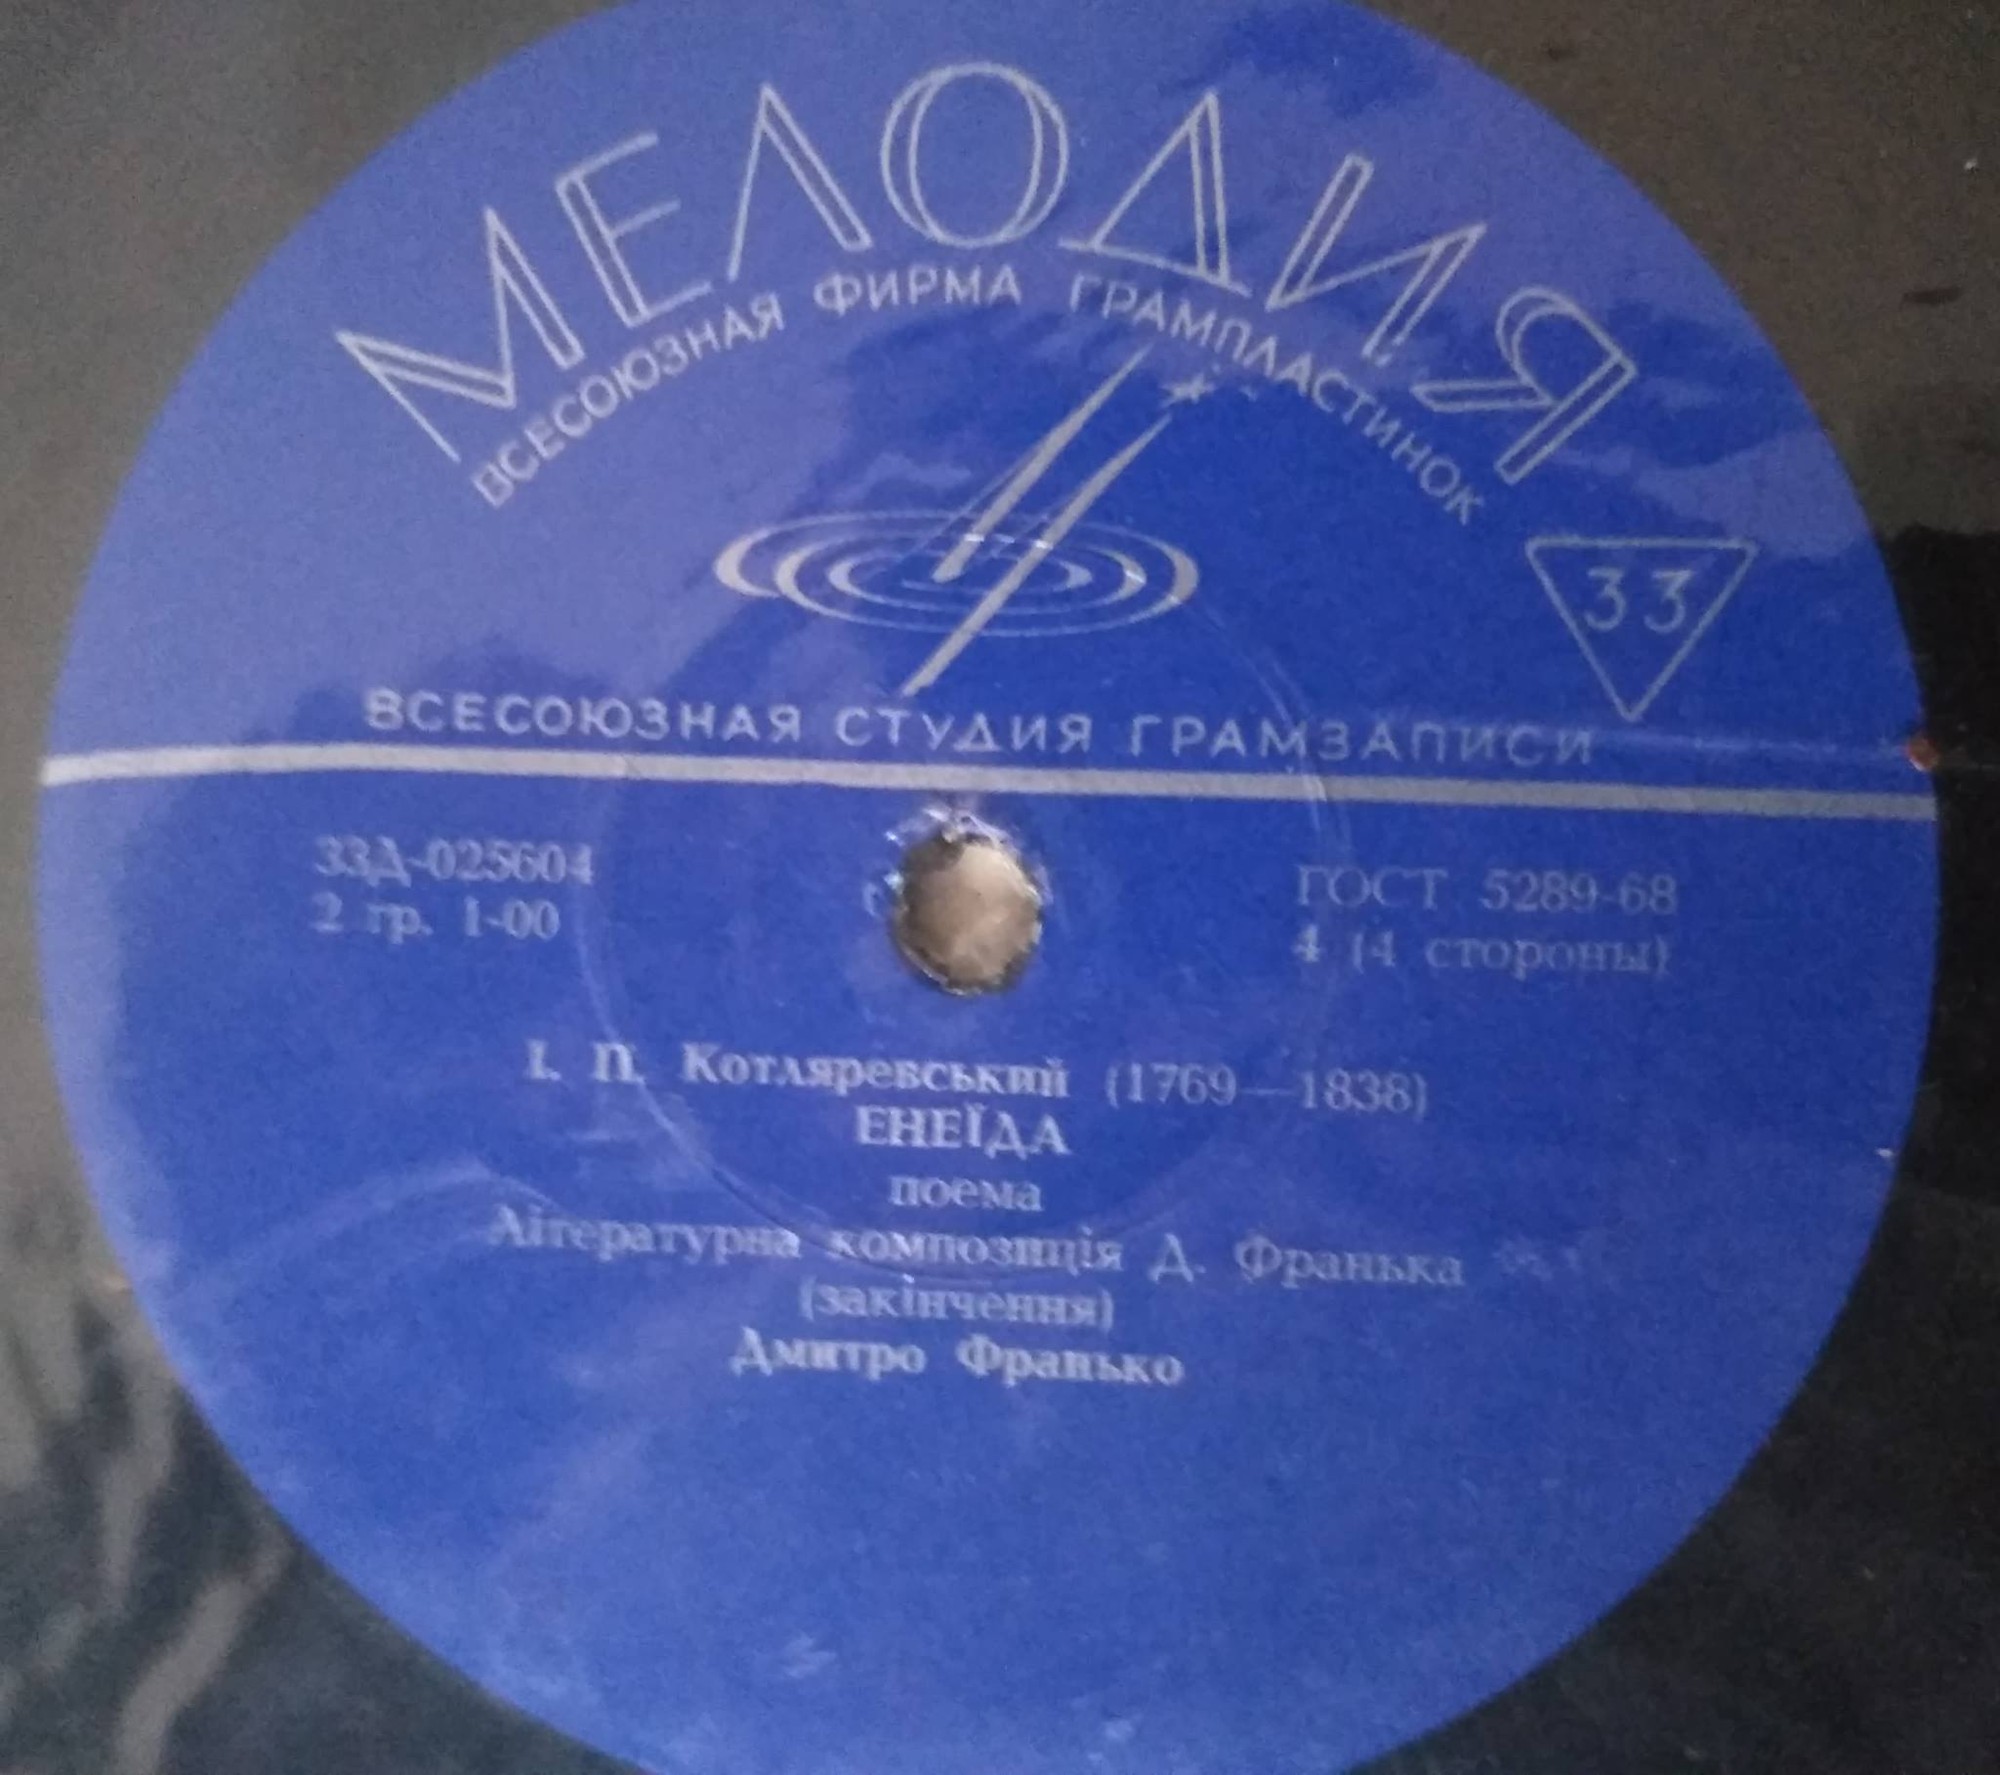 МЕЛОДИЯ
ВСЕСОЮЗНАЯ ФИРМА ГРАМПЛАСТИНОК
33
ВСЕСОЮЗНАЯ СТУДИЯ ГРАМЗАПИСИ
33Д-025604
2 гр. 1-00
ГОСТ 5289-68
4 (4 стороны)
І. П. Котляревський (1769—1838)
ЕНЕЇДА
поема
Літературна композиція Д. Франька
(закінчення)
Дмитро Франько